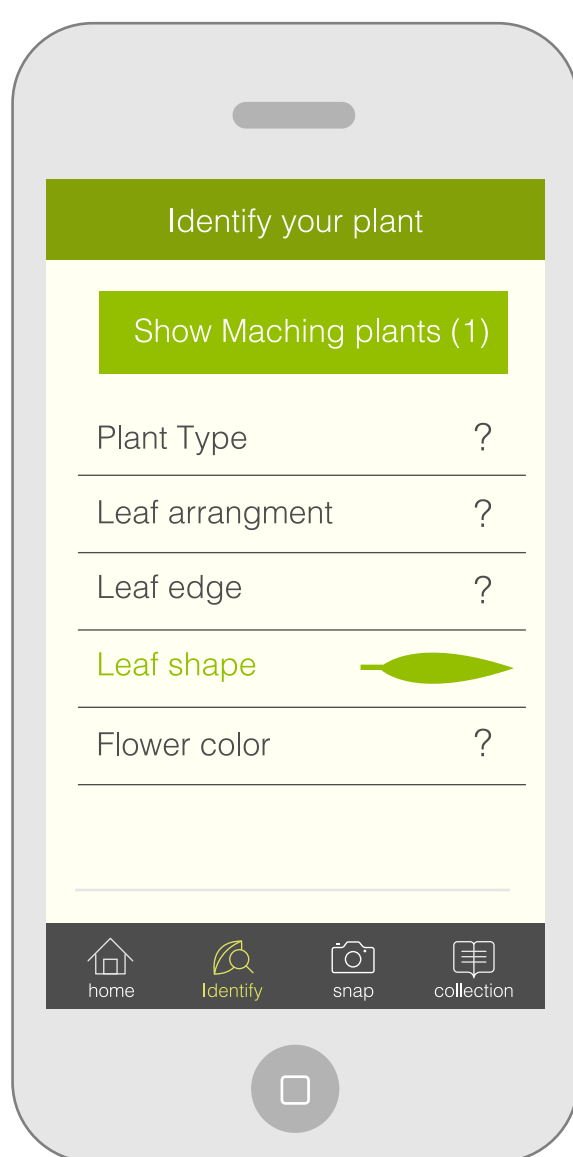 Identify your plant
Show Maching plants (1)
Plant Type ?
Leaf arrangment ?
Leaf edge ?
Leaf shape
Flower color ?
home Identify snap collection